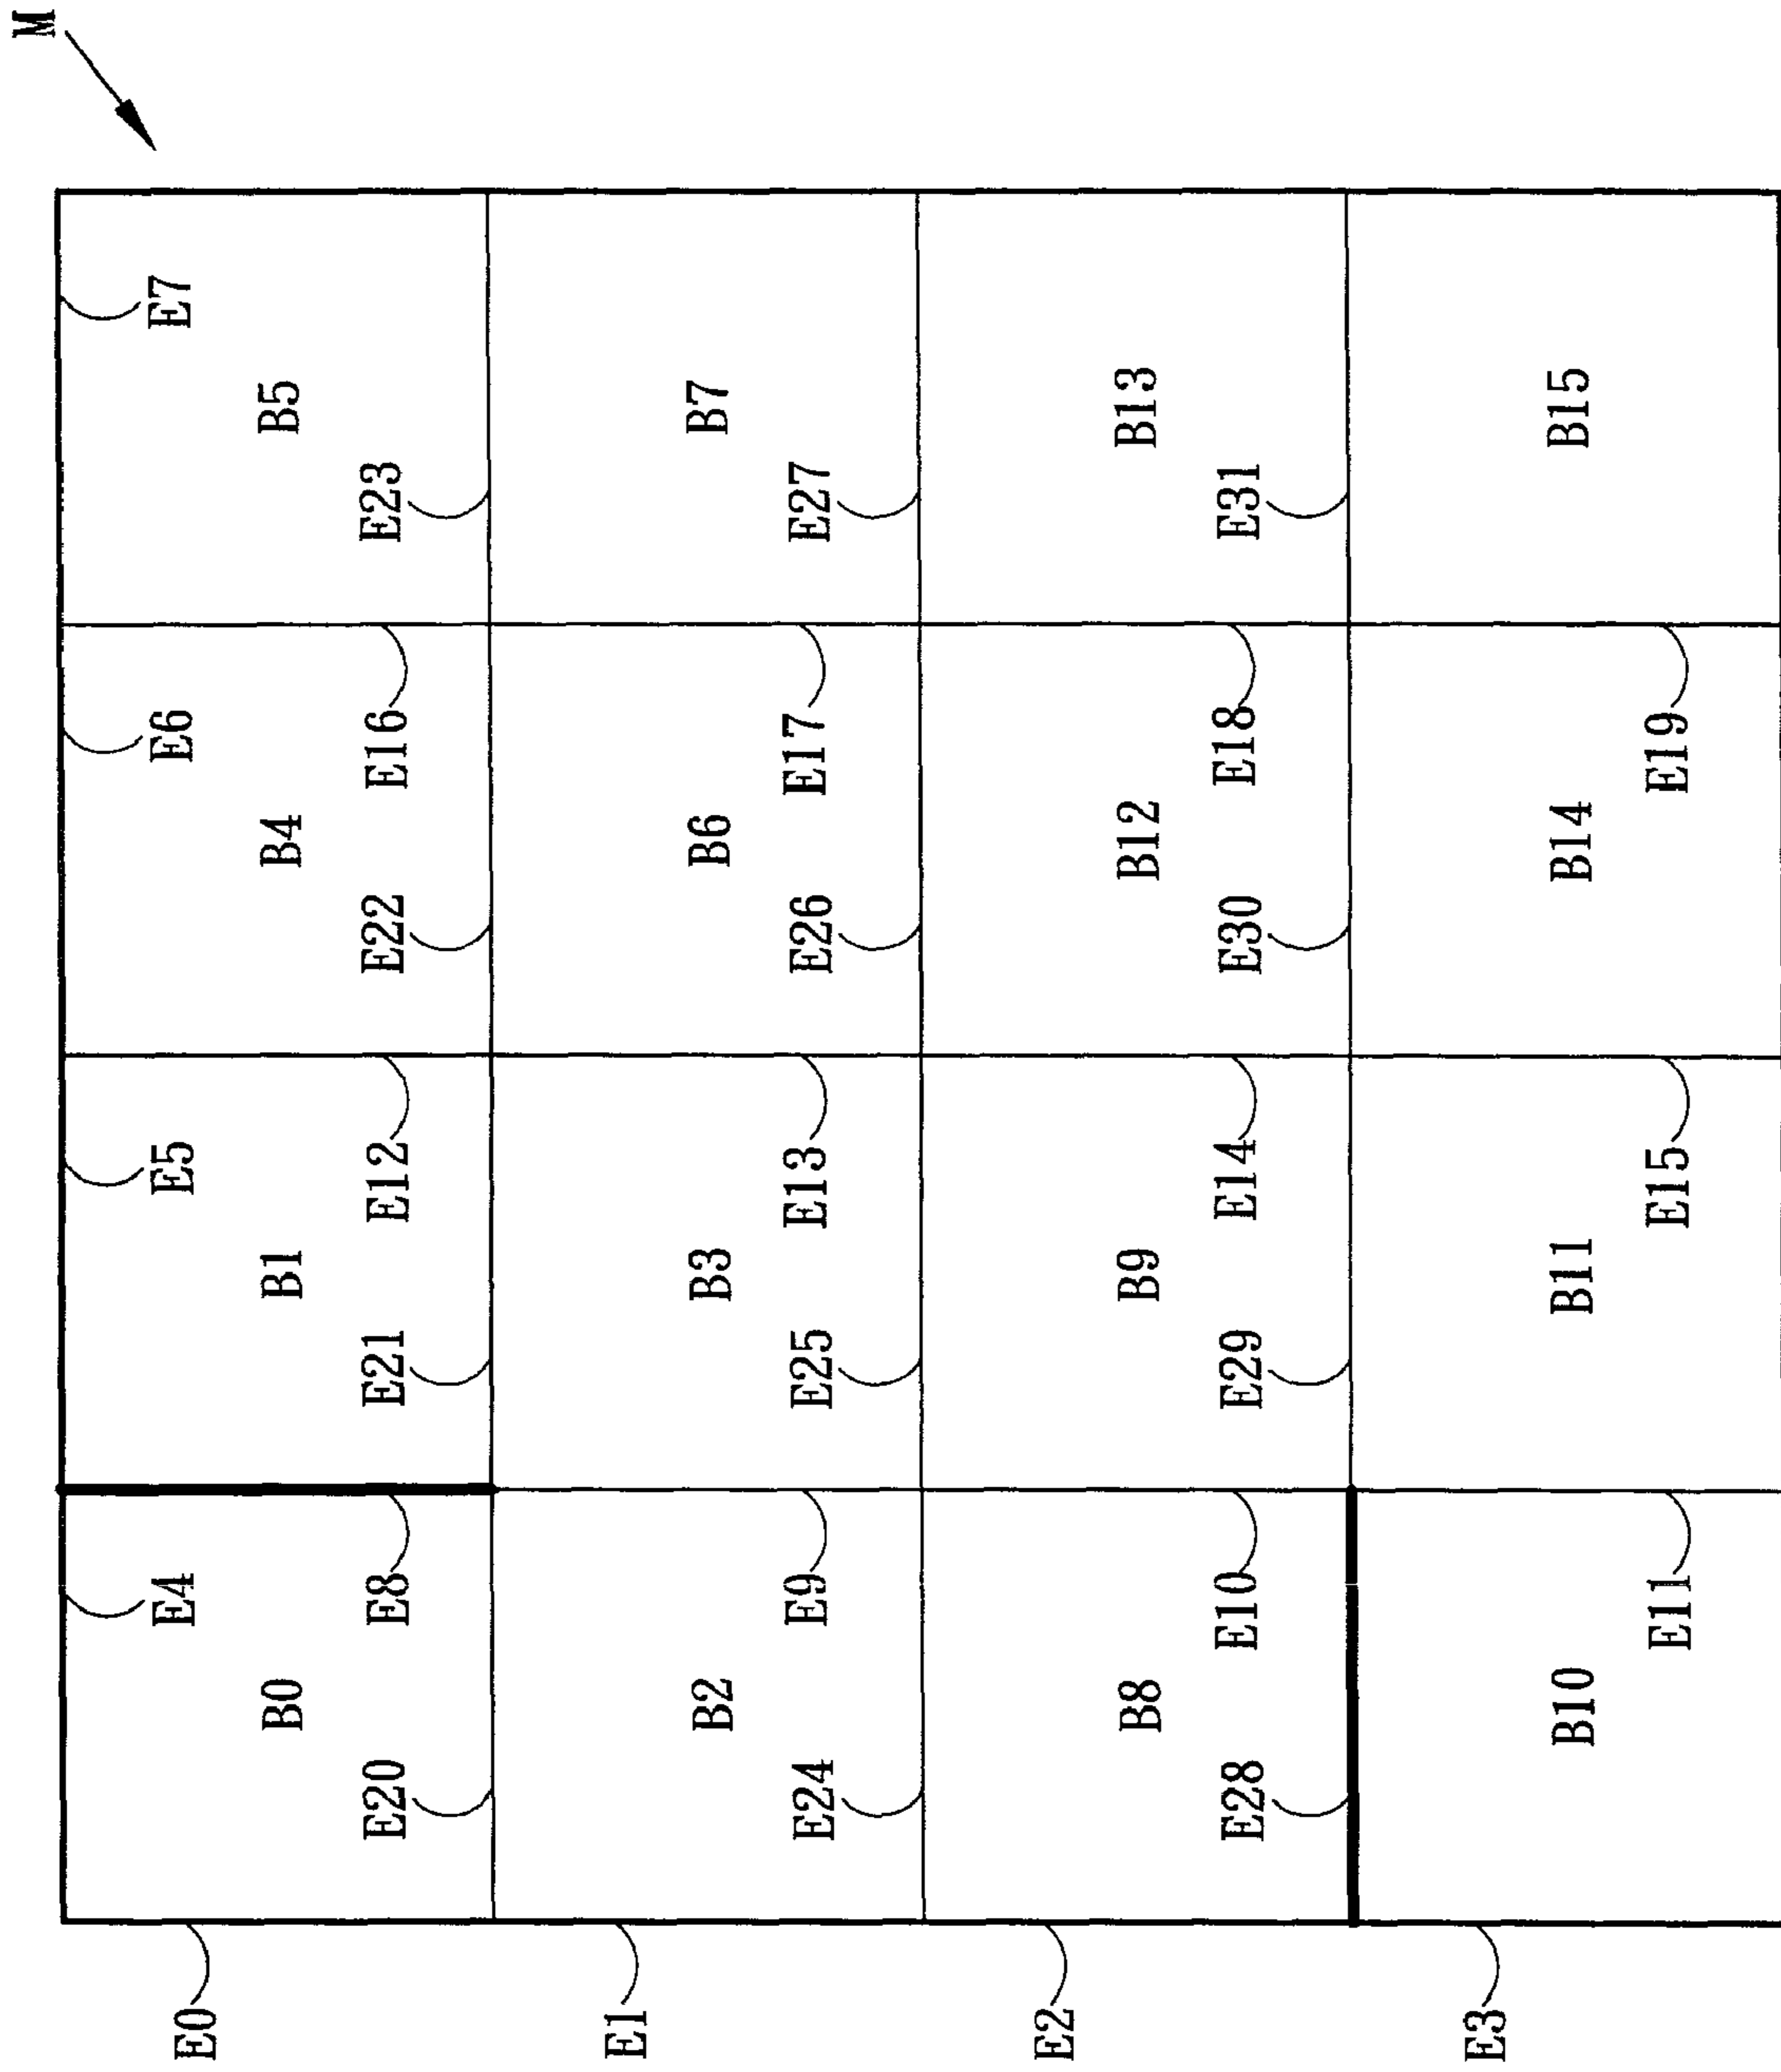 M
E0 E4 E5 E6 E7
B0 B1 B4 B5
E20 E8 E21 E12 E22 E16 E23
E1
B2 B3 B6 B7
E24 E9 E25 E13 E26 E17 E27
E2
B8 B9 B12 B13
E28 E10 E29 E14 E30 E18 E31
E3
B10 B11 B14 B15
E11 E15 E19